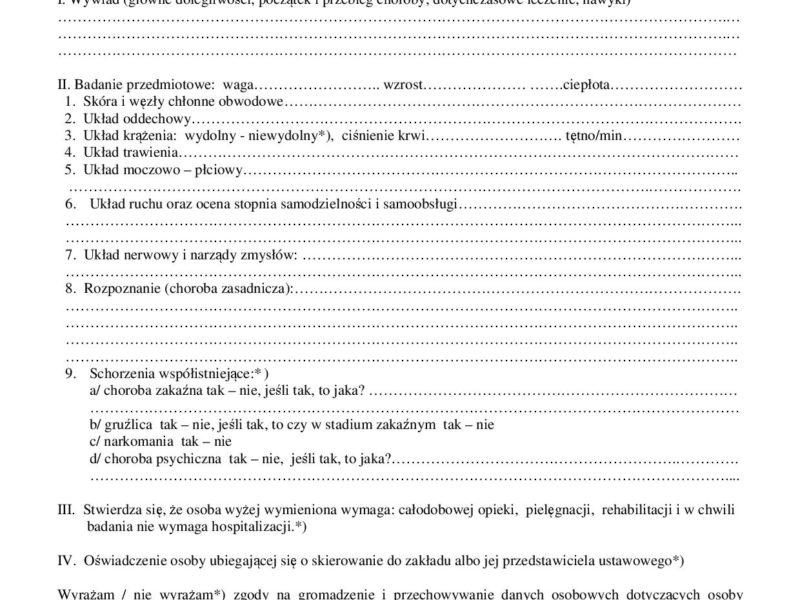 I. Wywiad (główne dolegliwości, początek i przebieg choroby, dotychczasowe leczenie, nawyki)
……………………………………………………………………………………………………………
……………………………………………………………………………………………………………
……………………………………………………………………………………………………………
II. Badanie przedmiotowe: waga…………………….. wzrost………………… …….ciepłota……………………
1. Skóra i węzły chłonne obwodowe……………………………………………………………………
2. Układ oddechowy……………………………………………………………………………………
3. Układ krążenia: wydolny - niewydolny*), ciśnienie krwi……………………. tętno/min…………………
4. Układ trawienia………………………………………………………………………………………
5. Układ moczowo – płciowy…………………………………………………………………………..
……………………………………………………………………………………………………………
6. Układ ruchu oraz ocena stopnia samodzielności i samoobsługi……………………………………………
……………………………………………………………………………………………………………...
……………………………………………………………………………………………………………...
7. Układ nerwowy i narządy zmysłów: …………………………………………………………………...
……………………………………………………………………………………………………………...
8. Rozpoznanie (choroba zasadnicza):……………………………………………………………………
……………………………………………………………………………………………………………..
……………………………………………………………………………………………………………..
……………………………………………………………………………………………………………..
……………………………………………………………………………………………………………..
9. Schorzenia współistniejące:* )
a/ choroba zakaźna tak – nie, jeśli tak, to jaka? ……………………………………………………………
……………………………………………………………………………………………………………
b/ gruźlica tak – nie, jeśli tak, to czy w stadium zakaźnym tak – nie
c/ narkomania tak – nie
d/ choroba psychiczna tak – nie, jeśli tak, to jaka?…………………………………………………………
……………………………………………………………………………………………………………....
III. Stwierdza się, że osoba wyżej wymieniona wymaga: całodobowej opieki, pielęgnacji, rehabilitacji i w chwili
badania nie wymaga hospitalizacji.*)
IV. Oświadczenie osoby ubiegającej się o skierowanie do zakładu albo jej przedstawiciela ustawowego*)
Wyrażam / nie wyrażam*) zgody na gromadzenie i przechowywanie danych osobowych dotyczących osoby